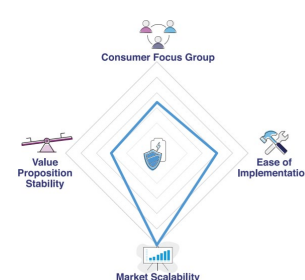 Consumer Focus Group
Value
Proposition
Stability
Ease of
Implementatio
Market Scalability